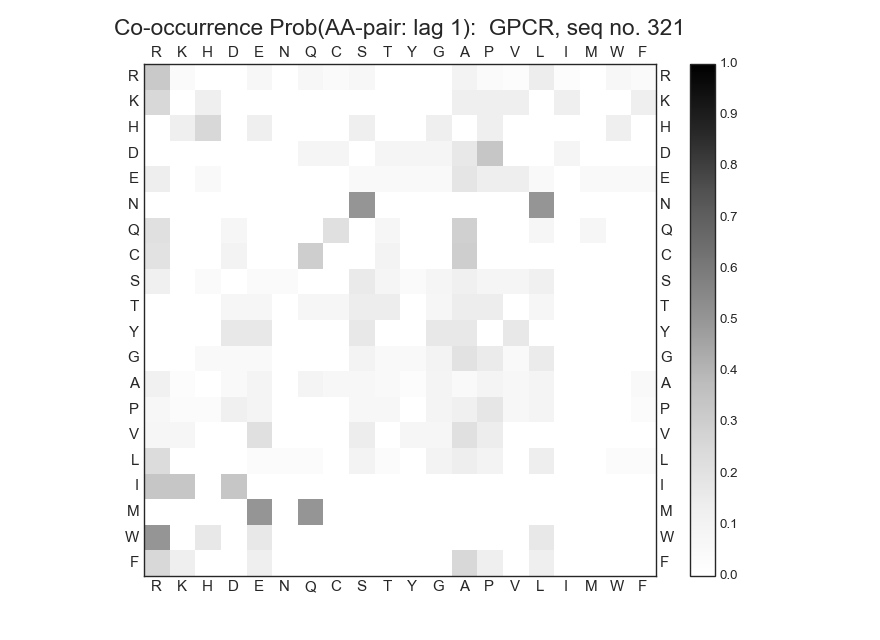 Co-occurrence Prob(AA-pair: lag 1):  GPCR, seq no. 321
R K H D E N Q C S T Y G A P V L I M W F
R R 1.0
K K 0.9
H H
D D 0.8
E E
N N 0.7
Q Q
C C 0.6
S S
T T 0.5
Y Y
G G 0.4
A A
P P 0.3
V V
L L 0.2
I I
M M 0.1
W W
F F 0.0
R K H D E N Q C S T Y G A P V L I M W F